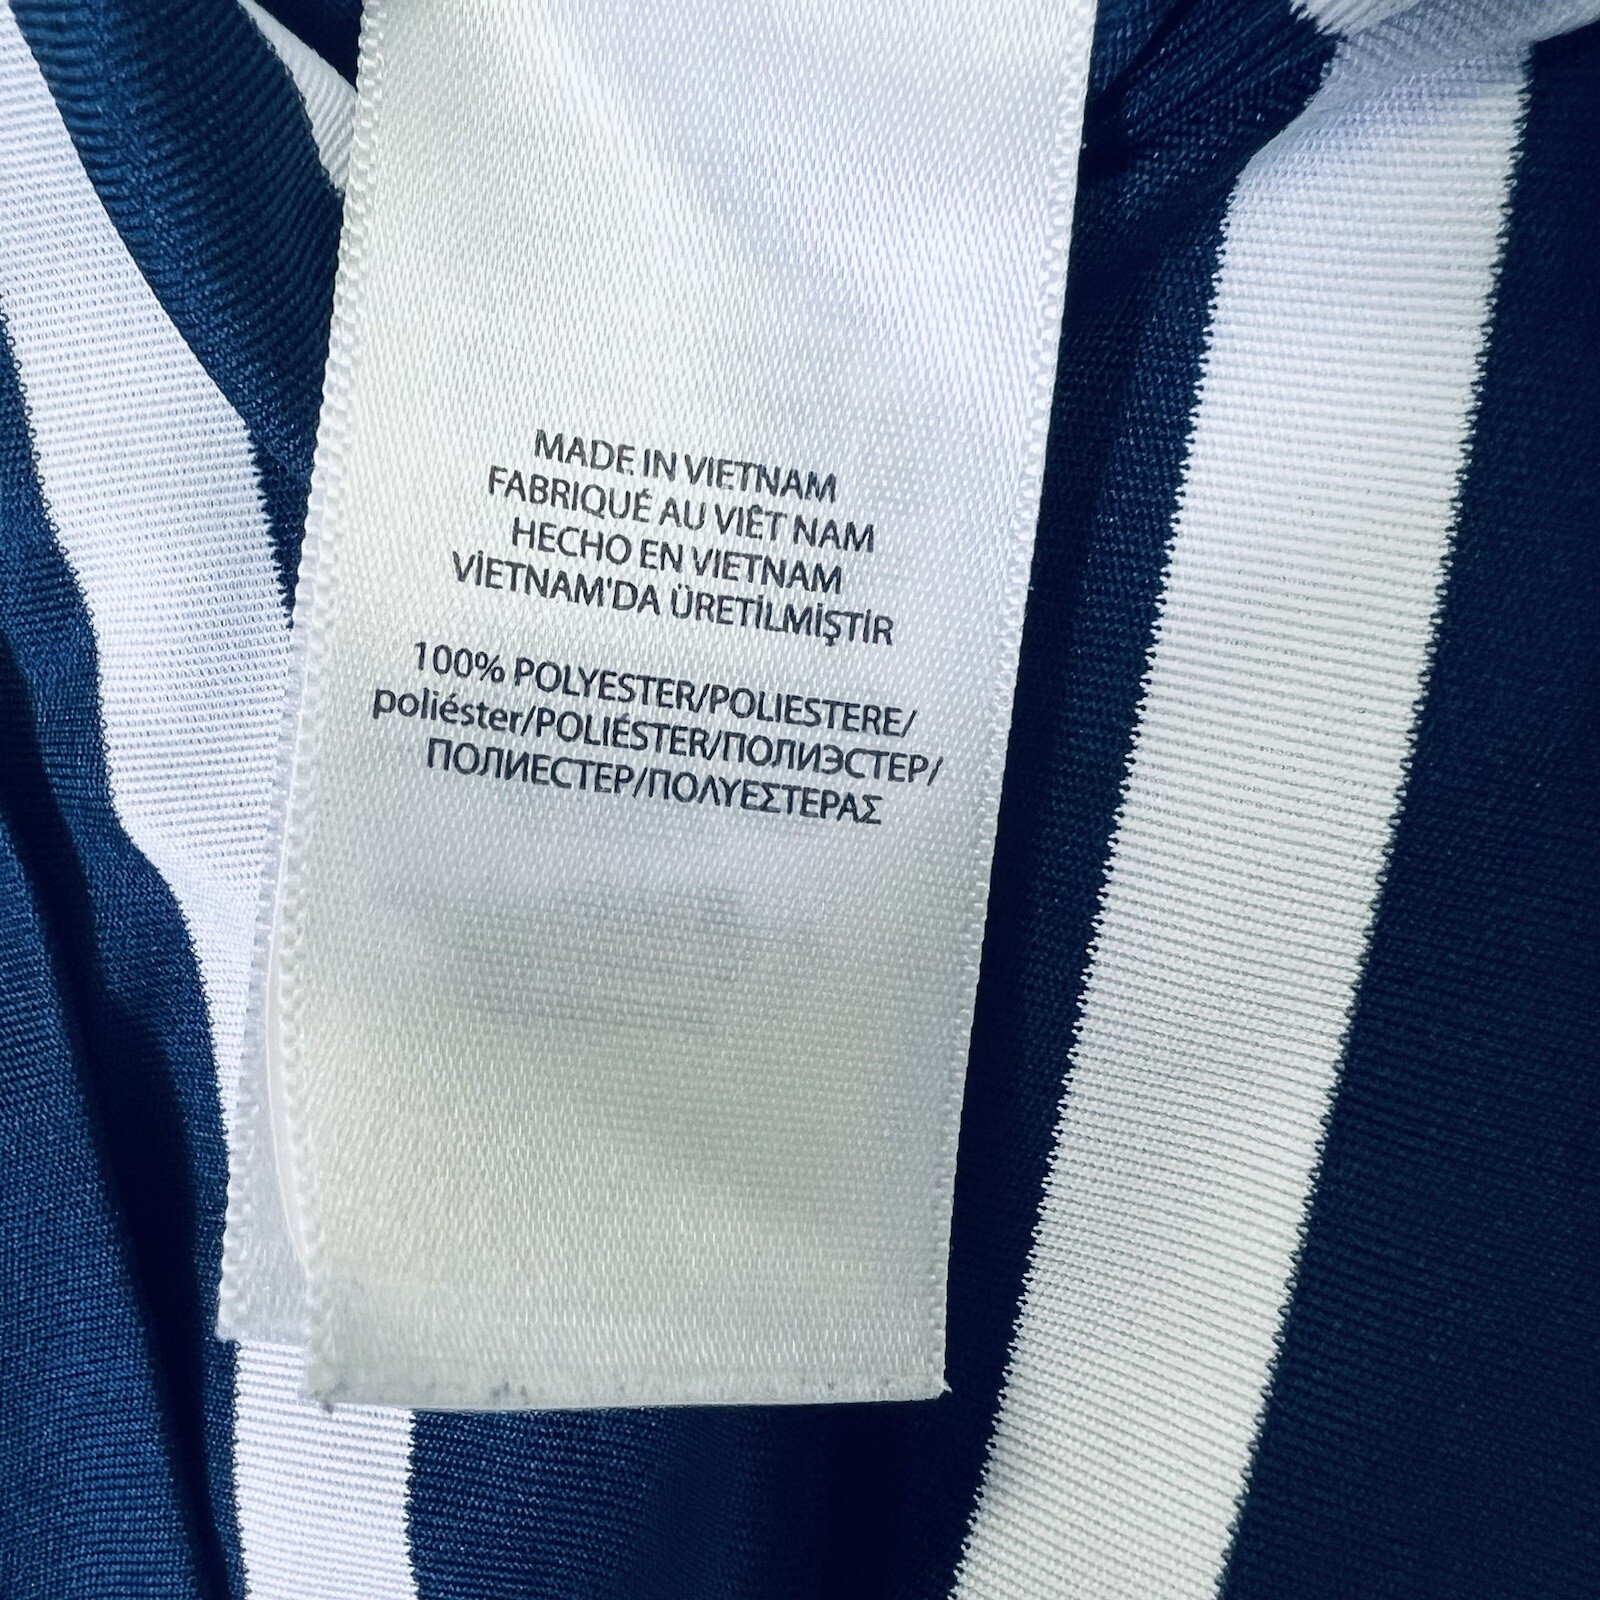 MADE IN VIETNAM
FABRIQUÉ AU VIÊT NAM
HECHO EN VIETNAM
VİETNAM'DA ÜRETİLMİŞTİR
100% POLYESTER/POLIESTERE/
poliéster/POLIÉSTER/ПОЛИЭСТЕР/
ПОЛИЕСТЕР/ΠΟΛΥΕΣΤΕΡΑΣ